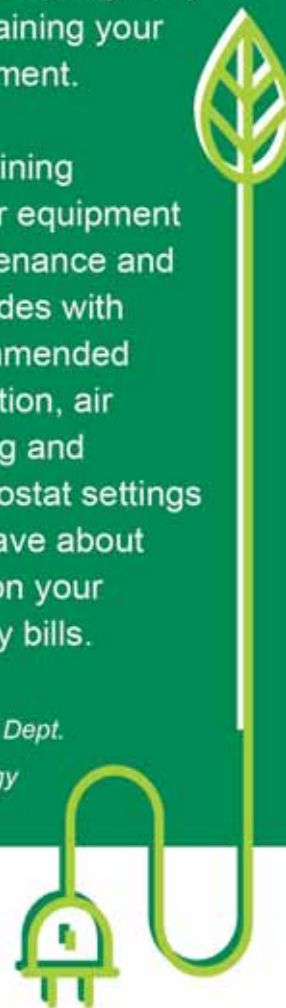 aining your
ment.
ining
r equipment
enance and
des with
mmended
tion, air
g and
ostat settings
ave about
on your
y bills.
Dept.
gy